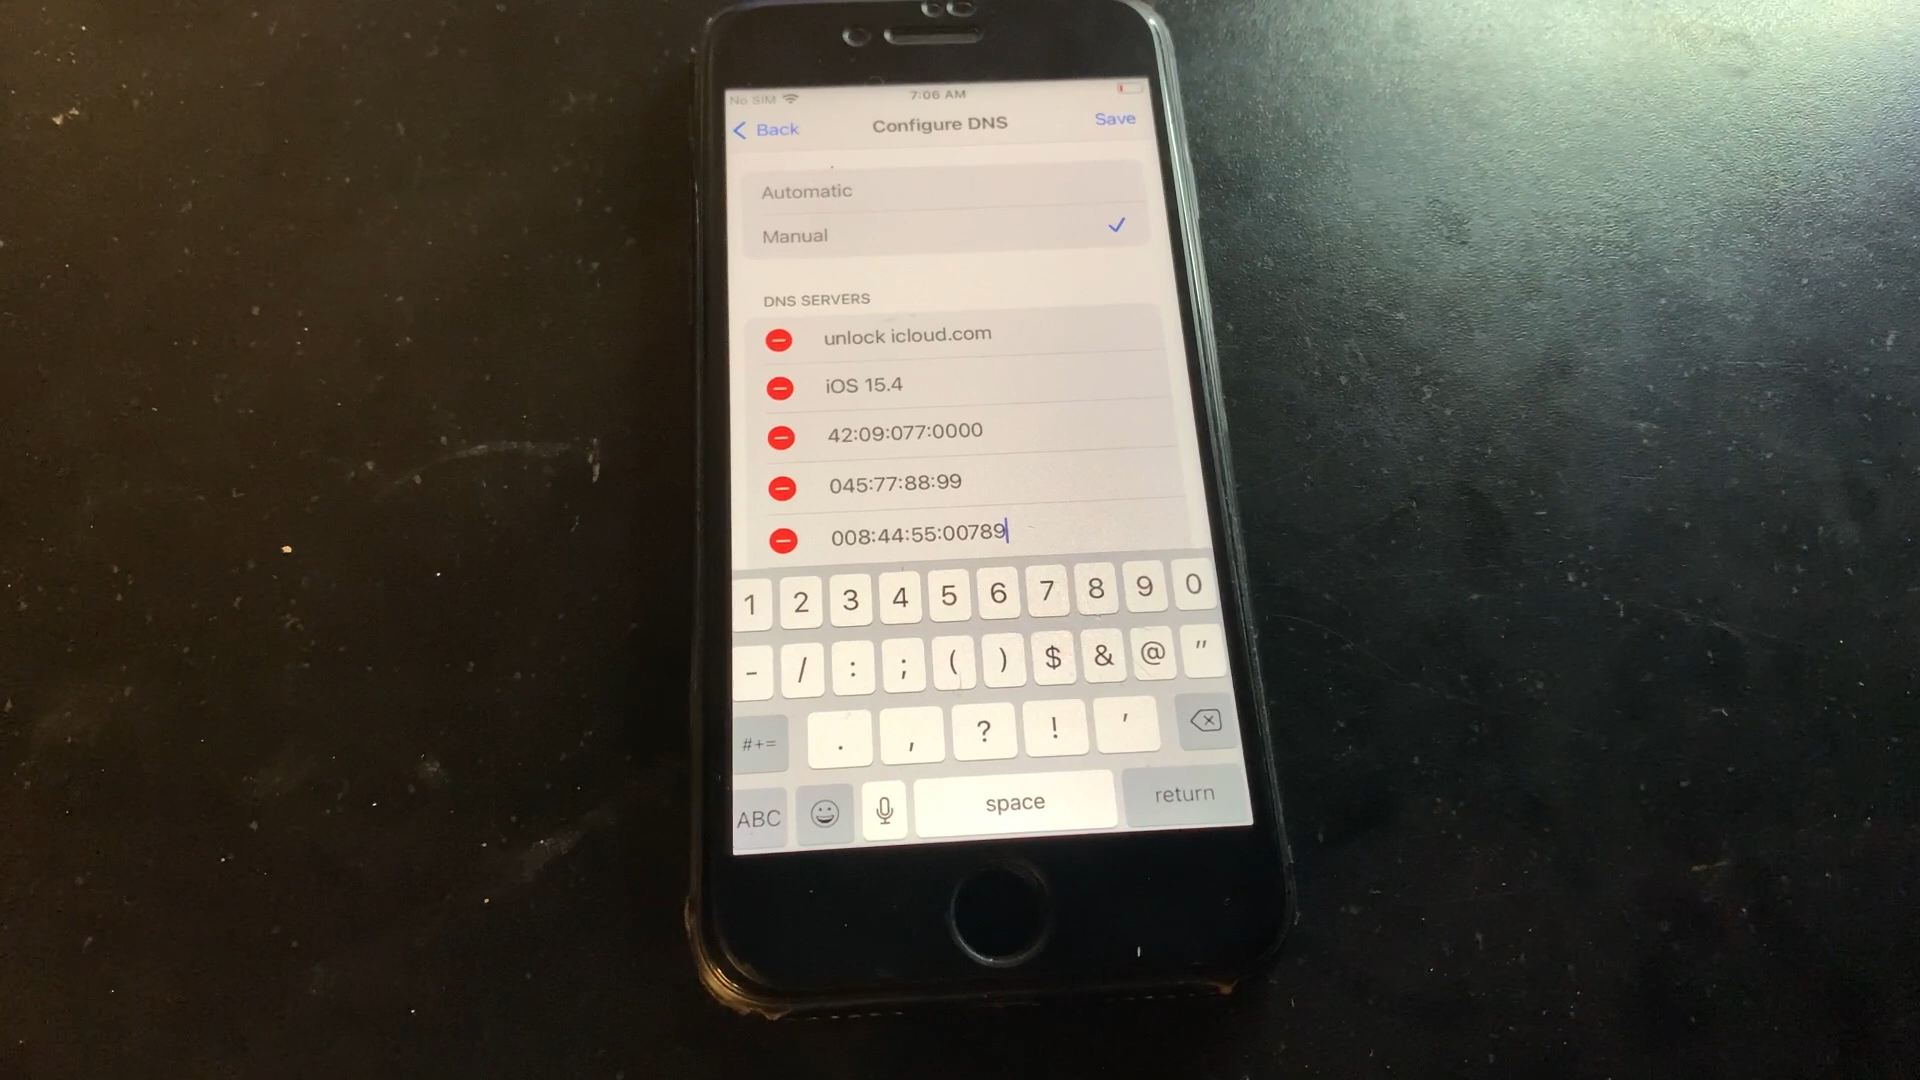 No SIM 7:06 AM
Back Configure DNS Save
Automatic
Manual
DNS SERVERS
unlock icloud.com
iOS 15.4
42:09:077:0000
045:77:88:99
008:44:55:00789
1 2 3 4 5 6 7 8 9 0
- / : ; ( ) $ & @ "
#+= . , ? ! '
ABC space return